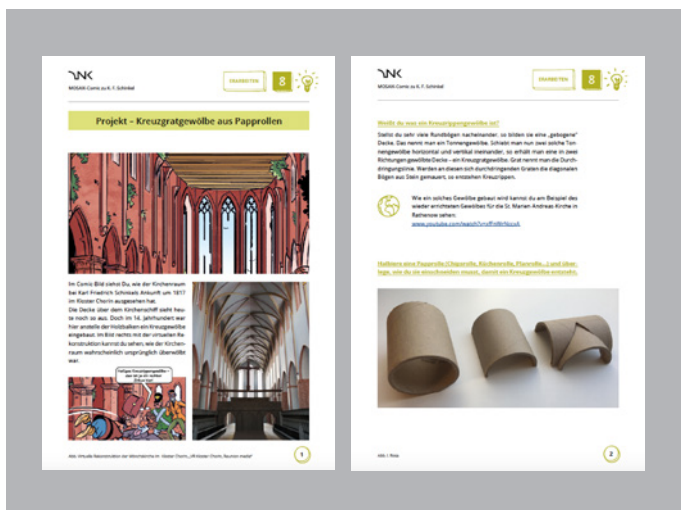 VNK
MOSAIK-Comic zu K. F. Schinkel
ERARBEITEN
8
Projekt – Kreuzgratgewölbe aus Papprollen
Im Comic Bild siehst Du, wie der Kirchenraum
bei Karl Friedrich Schinkels Ankunft um 1817
im Kloster Chorin ausgesehen hat.
Die Decke über dem Kirchenschiff sieht heu-
te noch so aus. Doch im 14. Jahrhundert war
hier anstelle der Holzbalken ein Kreuzgewölbe
eingebaut. Im Bild rechts mit der virtuellen Re-
konstruktion kannst du sehen, wie der Kirchen-
raum wahrscheinlich ursprünglich überwölbt
war.
Heiliges Kreuzrippengewölbe –
das ist ja ein echter
1
VNK
MOSAIK-Comic zu K. F. Schinkel
ERARBEITEN
8
Weißt du was ein Kreuzrippengewölbe ist?
Stellst du sehr viele Rundbögen nacheinander, so bilden sie eine „gebogene"
Decke. Das nennt man ein Tonnengewölbe. Schiebt man nun zwei solche Ton-
nengewölbe horizontal und vertikal ineinander, so erhält man eine in zwei
Richtungen gewölbte Decke – ein Kreuzgratgewölbe. Grat nennt man die Durch-
dringungslinie. Werden an diesen sich durchdringenden Graten die diagonalen
Bögen aus Stein gemauert, so entstehen Kreuzrippen.
Wie ein solches Gewölbe gebaut wird kannst du am Beispiel des
wieder errichteten Gewölbes für die St. Marien Andreas Kirche in
Rathenow sehen:
Halbiere eine Papprolle (Chipsrolle, Küchenrolle, Planrolle...) und über-
lege, wie du sie einschneiden musst, damit ein Kreuzgewölbe entsteht.
2